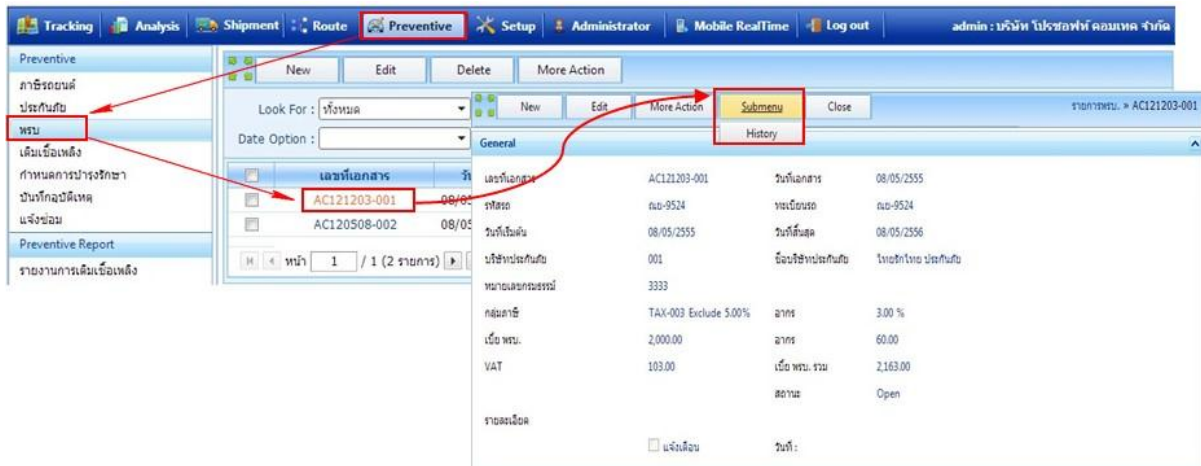 Tracking Analysis Shipment Route Preventive Setup Administrator Mobile RealTime Log out admin : บริษัท โปรซอฟท์ คอมเทค จำกัด
Preventive
ภาษีรถยนต์
ประกันภัย
พรบ
เติมเชื้อเพลิง
กำหนดการบำรุงรักษา
บันทึกอุบัติเหตุ
แจ้งซ่อม
Preventive Report
รายงานการเติมเชื้อเพลิง
New Edit Delete More Action
Look For : ทั้งหมด
Date Option :
เลขที่เอกสาร วั
AC121203-001 08/05
AC120508-002 08/05
หน้า 1 / 1 (2 รายการ)
New Edit More Action Submenu Close รายการพรบ. » AC121203-001
History
General
เลขที่เอกสาร AC121203-001 วันที่เอกสาร 08/05/2555
รหัสรถ ณย-9524 ทะเบียนรถ ณย-9524
วันที่เริ่มต้น 08/05/2555 วันที่สิ้นสุด 08/05/2556
บริษัทประกันภัย 001 ชื่อบริษัทประกันภัย ไทยรักไทย ประกันภัย
หมายเลขกรมธรรม์ 3333
กลุ่มภาษี TAX-003 Exclude 5.00% อากร 3.00 %
เบี้ย พรบ. 2,000.00 อากร 60.00
VAT 103.00 เบี้ย พรบ. รวม 2,163.00
สถานะ Open
รายละเอียด
แจ้งเตือน วันที่ :